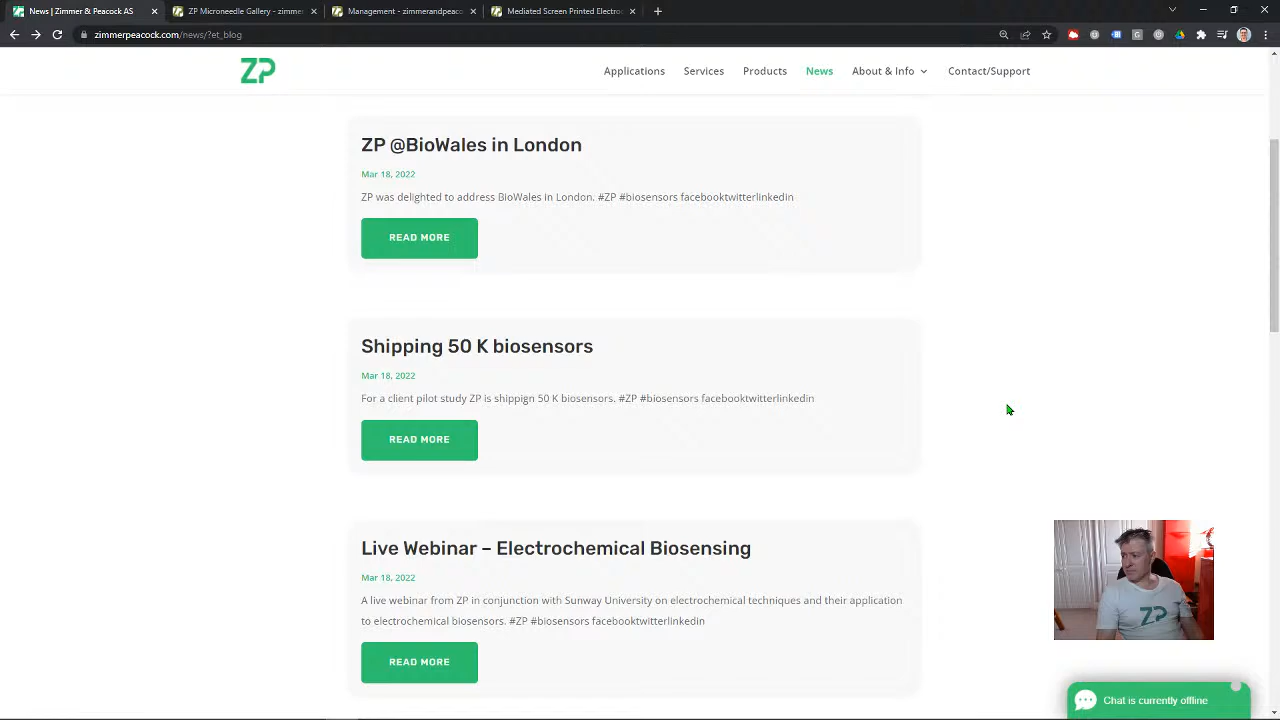 News | Zimmer & Peacock AS
ZP Microneedle Gallery - zimmer
Management - zimmerandpeacoc
Mediated Screen Printed Electro
zimmerpeacock.com/news/?et_blog
ZP
Applications
Services
Products
News
About & Info
Contact/Support
ZP @BioWales in London
Mar 18, 2022
ZP was delighted to address BioWales in London. #ZP #biosensors facebooktwitterlinkedin
READ MORE
Shipping 50 K biosensors
Mar 18, 2022
For a client pilot study ZP is shippign 50 K biosensors. #ZP #biosensors facebooktwitterlinkedin
READ MORE
Live Webinar – Electrochemical Biosensing
Mar 18, 2022
A live webinar from ZP in conjunction with Sunway University on electrochemical techniques and their application
to electrochemical biosensors. #ZP #biosensors facebooktwitterlinkedin
READ MORE
ZP
Chat is currently offline